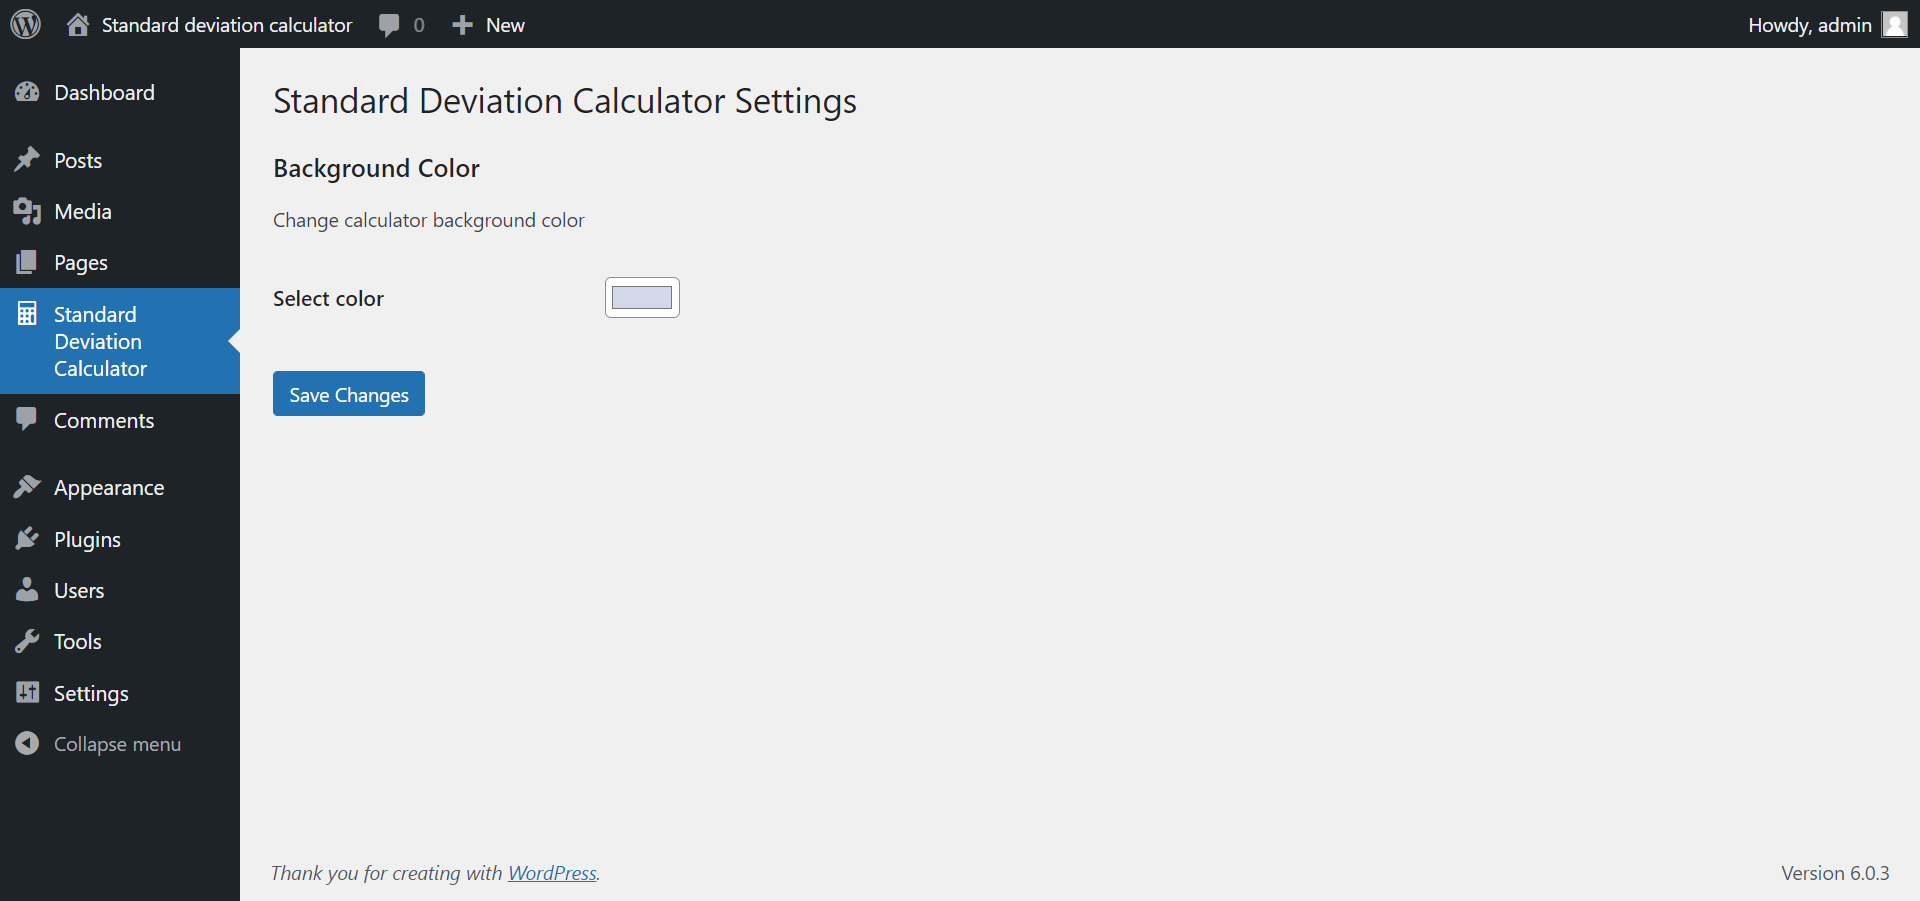 Standard deviation calculator 0 New Howdy, admin
Dashboard
Posts
Media
Pages
Standard
Deviation
Calculator
Comments
Appearance
Plugins
Users
Tools
Settings
Collapse menu
Standard Deviation Calculator Settings
Background Color
Change calculator background color
Select color
Save Changes
Thank you for creating with WordPress.
Version 6.0.3